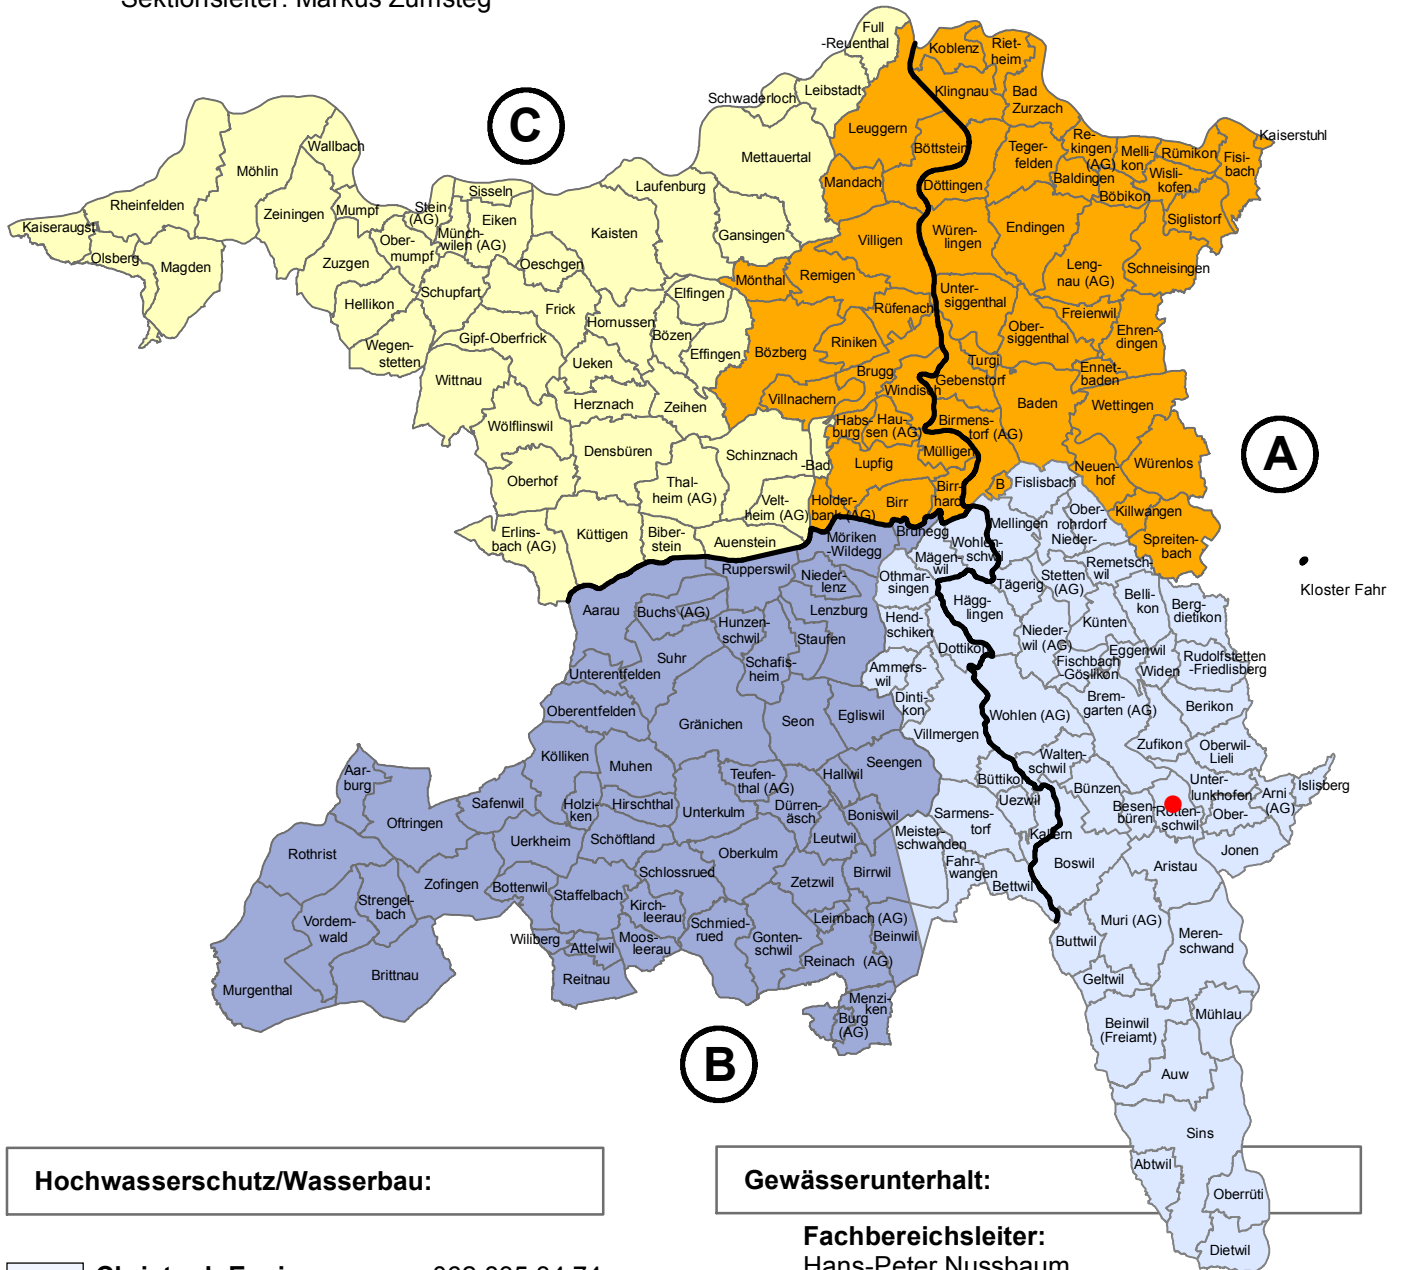 Sektionsleiter: Markus Zumsteg
Full
-Reuenthal
Koblenz
Riet-
heim
Schwaderloch
Leibstadt
Klingnau
Bad
Zurzach
C
Leuggern
Kaiserstuhl
Wallbach
Böttstein
Teger-
felden
Re-
kingen
(AG)
Melli-
kon
Rümikon
Fisi-
bach
Möhlin
Mettauertal
Mandach
Döttingen
Baldingen
Wisli-
kofen
Böbikon
Sisseln
Laufenburg
Rheinfelden
Zeiningen
Mumpf
Stein
(AG)
Eiken
Siglistorf
Kaiseraugst
Ober-
mumpf
Münch-
wilen (AG)
Kaisten
Gansingen
Villigen
Würen-
lingen
Endingen
Olsberg
Magden
Zuzgen
Oeschgen
Leng-
nau (AG)
Schneisingen
Mönthal
Remigen
Hellikon
Schupfart
Elfingen
Unter-
siggenthal
Frick
Hornussen
Rüfenach
Freienwil
Wegen-
stetten
Gipf-Oberfrick
Bözen
Effingen
Bözberg
Riniken
Ober-
siggenthal
Ehren-
dingen
Ueken
Turgi
Wittnau
Brugg
Gebenstorf
Ennet-
baden
Herznach
Zeihen
Villnachern
Windisch
Baden
Wettingen
Wölflinswil
Habs-
burg
Hau-
sen (AG)
Birmens-
torf (AG)
Densbüren
Schinznach
-Bad
Lupfig
Mülligen
A
Oberhof
Thal-
heim (AG)
Neuen-
hof
Würenlos
Velt-
heim (AG)
Holder-
bank (AG)
Birr
Birr-
hard
B
Fislisbach
Erlins-
bach (AG)
Küttigen
Biber-
stein
Auenstein
Killwangen
Mellingen
Ober-
rohrdorf
Nieder-
Spreiten-
bach
Möriken
-Wildegg
Brunegg
Wohlen-
schwil
Mägen-
wil
Rupperswil
Nieder-
lenz
Othmar-
singen
Remetsch-
wil
Tägerig
Stetten
(AG)
Kloster Fahr
Aarau
Buchs (AG)
Hunzen-
schwil
Lenzburg
Hägg-
lingen
Belli-
kon
Berg-
dietikon
Staufen
Hend-
schiken
Künten
Suhr
Schafis-
heim
Dottikon
Nieder-
wil (AG)
Eggenwil
Unterentfelden
Ammers-
wil
Fischbach
-Göslikon
Widen
Rudolfstetten
-Friedlisberg
Oberentfelden
Gränichen
Seon
Egliswil
Dinti-
kon
Wohlen (AG)
Brem-
garten (AG)
Berikon
Villmergen
Kölliken
Muhen
Seengen
Walten-
schwil
Zufikon
Oberwil-
Lieli
Aar-
burg
Teufen-
thal (AG)
Hallwil
Büttikon
Safenwil
Holzi-
ken
Hirschthal
Unterkulm
Dürren-
äsch
Boniswil
Uezwil
Bünzen
Unter-
lunkhofen
Arni
(AG)
Islisberg
Oftringen
Sarmens-
torf
Besen-
büren
Rotten-
schwil
Ober-
Uerkheim
Schöftland
Leutwil
Meister-
schwanden
Kallern
Jonen
Rothrist
Oberkulm
Fahr-
wangen
Boswil
Aristau
Zofingen
Bottenwil
Staffelbach
Schlossrued
Zetzwil
Birrwil
Bettwil
Strengel-
bach
Kirch-
leerau
Vordem-
wald
Schmied-
rued
Leimbach (AG)
Muri (AG)
Wiliberg
Attelwil
Moos-
leerau
Gonten-
schwil
Beinwil
Buttwil
Meren-
schwand
Brittnau
Reitnau
Reinach (AG)
Geltwil
Murgenthal
Menzi-
ken
Burg
(AG)
Mühlau
Beinwil
(Freiamt)
B
Auw
Sins
Hochwasserschutz/Wasserbau:
Gewässerunterhalt:
Abtwil
Oberrüti
Fachbereichsleiter:
Hans-Peter Nussbaum
Dietwil